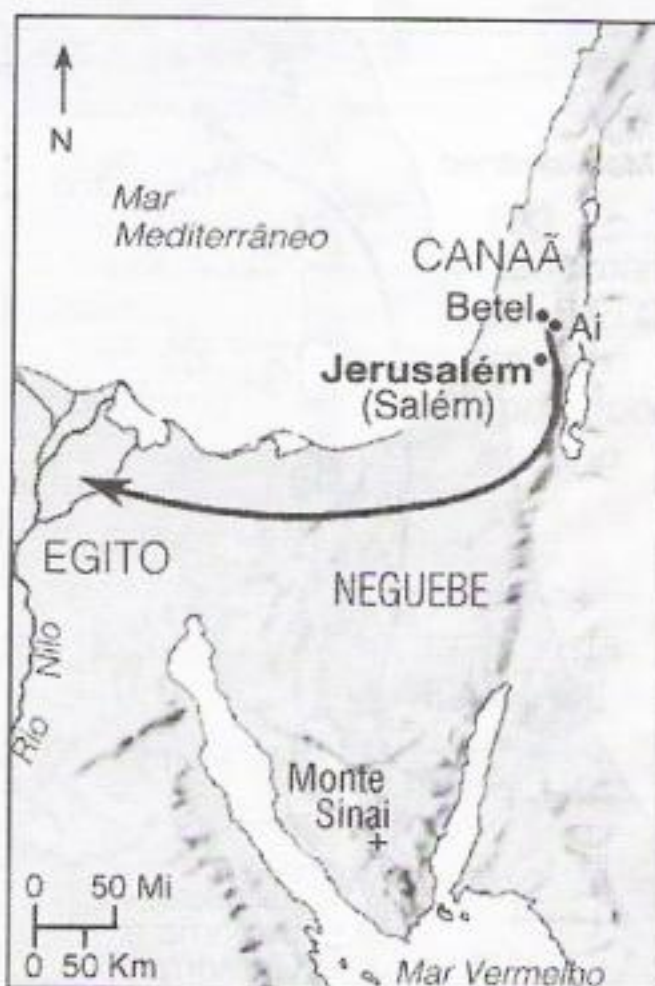 N
Mar
Mediterrâneo
CANAÃ
Betel
Ai
Jerusalém
(Salém)
EGITO
NEGUEBE
Rio Nilo
Monte
Sinai
0 50 Mi
0 50 Km
Mar Vermelho